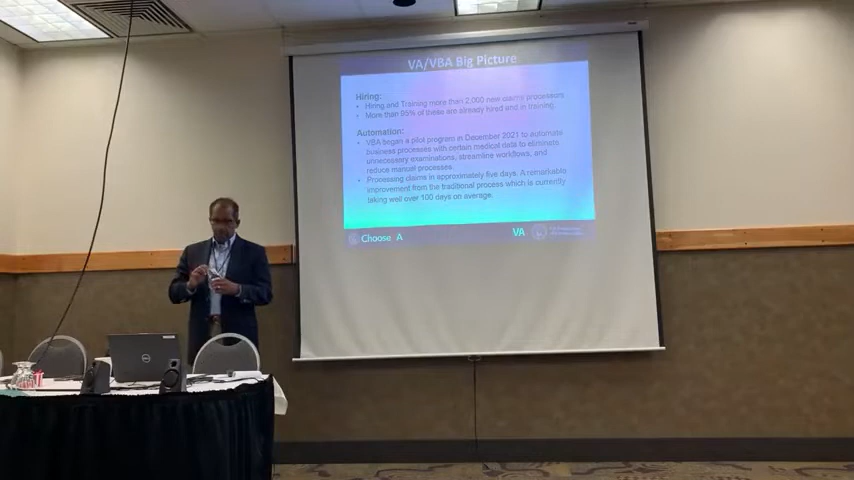 VA/VBA Big Picture
Hiring:
• Hiring and Training more than 2,000 new claims processors.
• More than 95% of these are already hired and in training.
Automation:
• VBA began a pilot program in December 2021 to automate
business processes with certain medical data to eliminate
unnecessary examinations, streamline workflows, and
reduce manual processes.
• Processing claims in approximately five days. A remarkable
improvement from the traditional process which is currently
taking well over 100 days on average.
Choose VA
VA
DELL